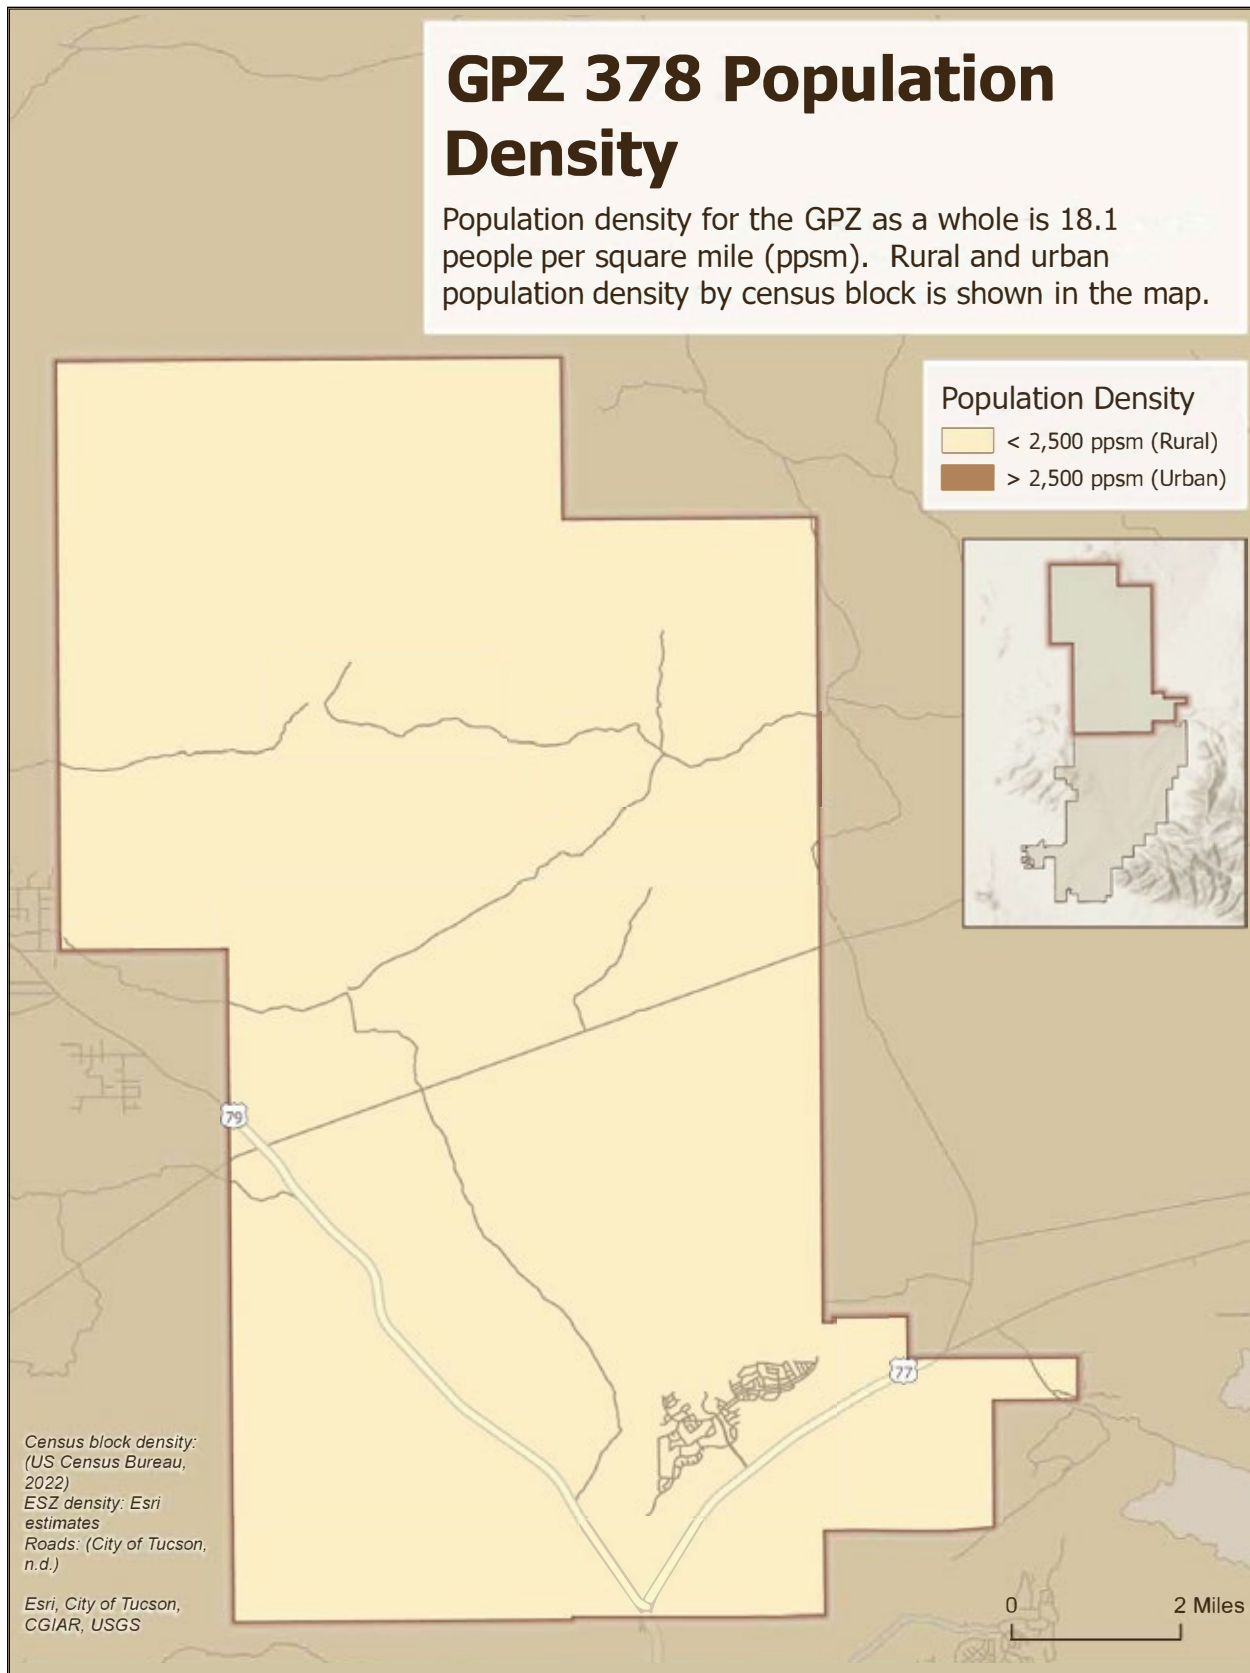 GPZ 378 Population
Density
Population density for the GPZ as a whole is 18.1
people per square mile (ppsm).  Rural and urban
population density by census block is shown in the map.
Population Density
< 2,500 ppsm (Rural)
> 2,500 ppsm (Urban)
79
77
Census block density:
(US Census Bureau,
2022)
ESZ density: Esri
estimates
Roads: (City of Tucson,
n.d.)
Esri, City of Tucson,
CGIAR, USGS
0 2 Miles